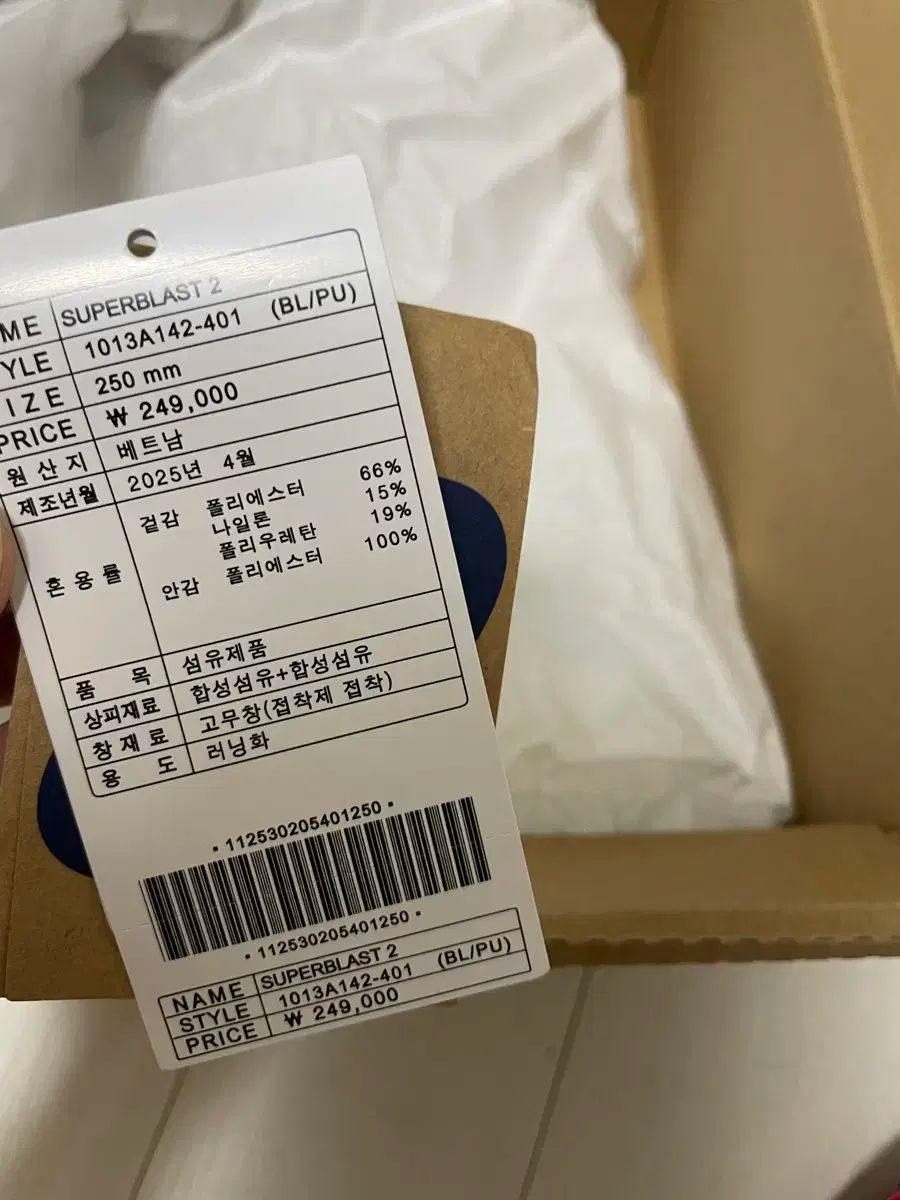 ME SUPERBLAST 2
YLE 1013A142-401 (BL/PU)
IZE 250 mm
PRICE ₩ 249,000
원산지 베트남
제조년월 2025년 4월
혼용률 겉감 폴리에스터 66%
나일론 15%
폴리우레탄 19%
안감 폴리에스터 100%
품 목 섬유제품
상피재료 합성섬유+합성섬유
창재료 고무창(접착제 접착)
용 도 러닝화
▪ 112530205401250 ▪
▪ 112530205401250 ▪
NAME SUPERBLAST 2
STYLE 1013A142-401 (BL/PU)
PRICE ₩ 249,000